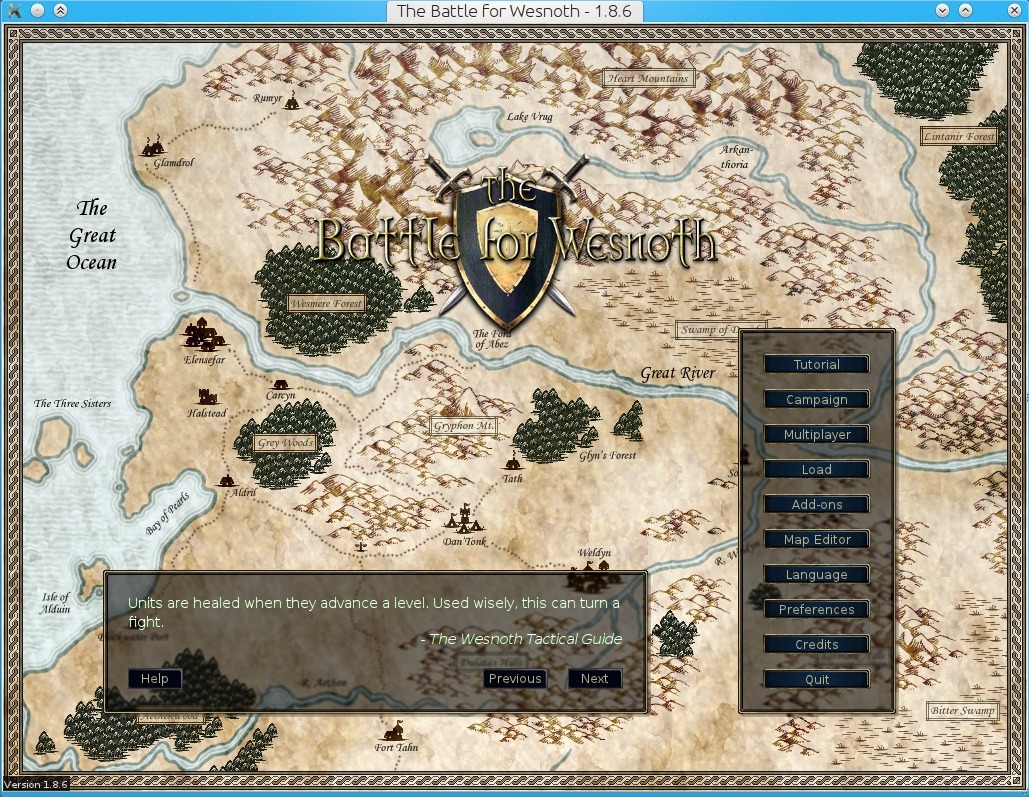 The Battle for Wesnoth - 1.8.6
Heart Mountains
Rumyr
Lake Vrug
Lintanir Forest
Glamdrol
Arkan-
thoria
The
Great
Ocean
The
Battle for Wesnoth
Wesmere Forest
Swamp of
The Ford
of Abez
Elensefar
Great River
Tutorial
Carcyn
Campaign
The Three Sisters
Halstead
Gryphon Mt.
Multiplayer
Grey Woods
Glyn's Forest
Load
Tath
Aldril
Bay of Pearls
Add-ons
Dan'Tonk
Map Editor
Weldyn
Language
Isle of
Alduin
Units are healed when they advance a level. Used wisely, this can turn a
fight.
- The Wesnoth Tactical Guide
Preferences
Credits
Help
Previous
Next
Quit
R. Aethen
Bitter Swamp
Fort Tahn
Version 1.8.6